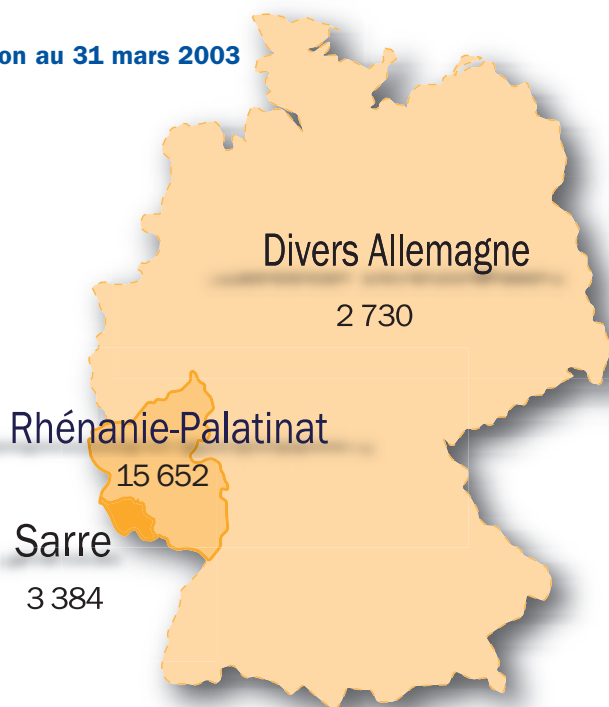 on au 31 mars 2003
Divers Allemagne
2 730
Rhénanie-Palatinat
15 652
Sarre
3 384